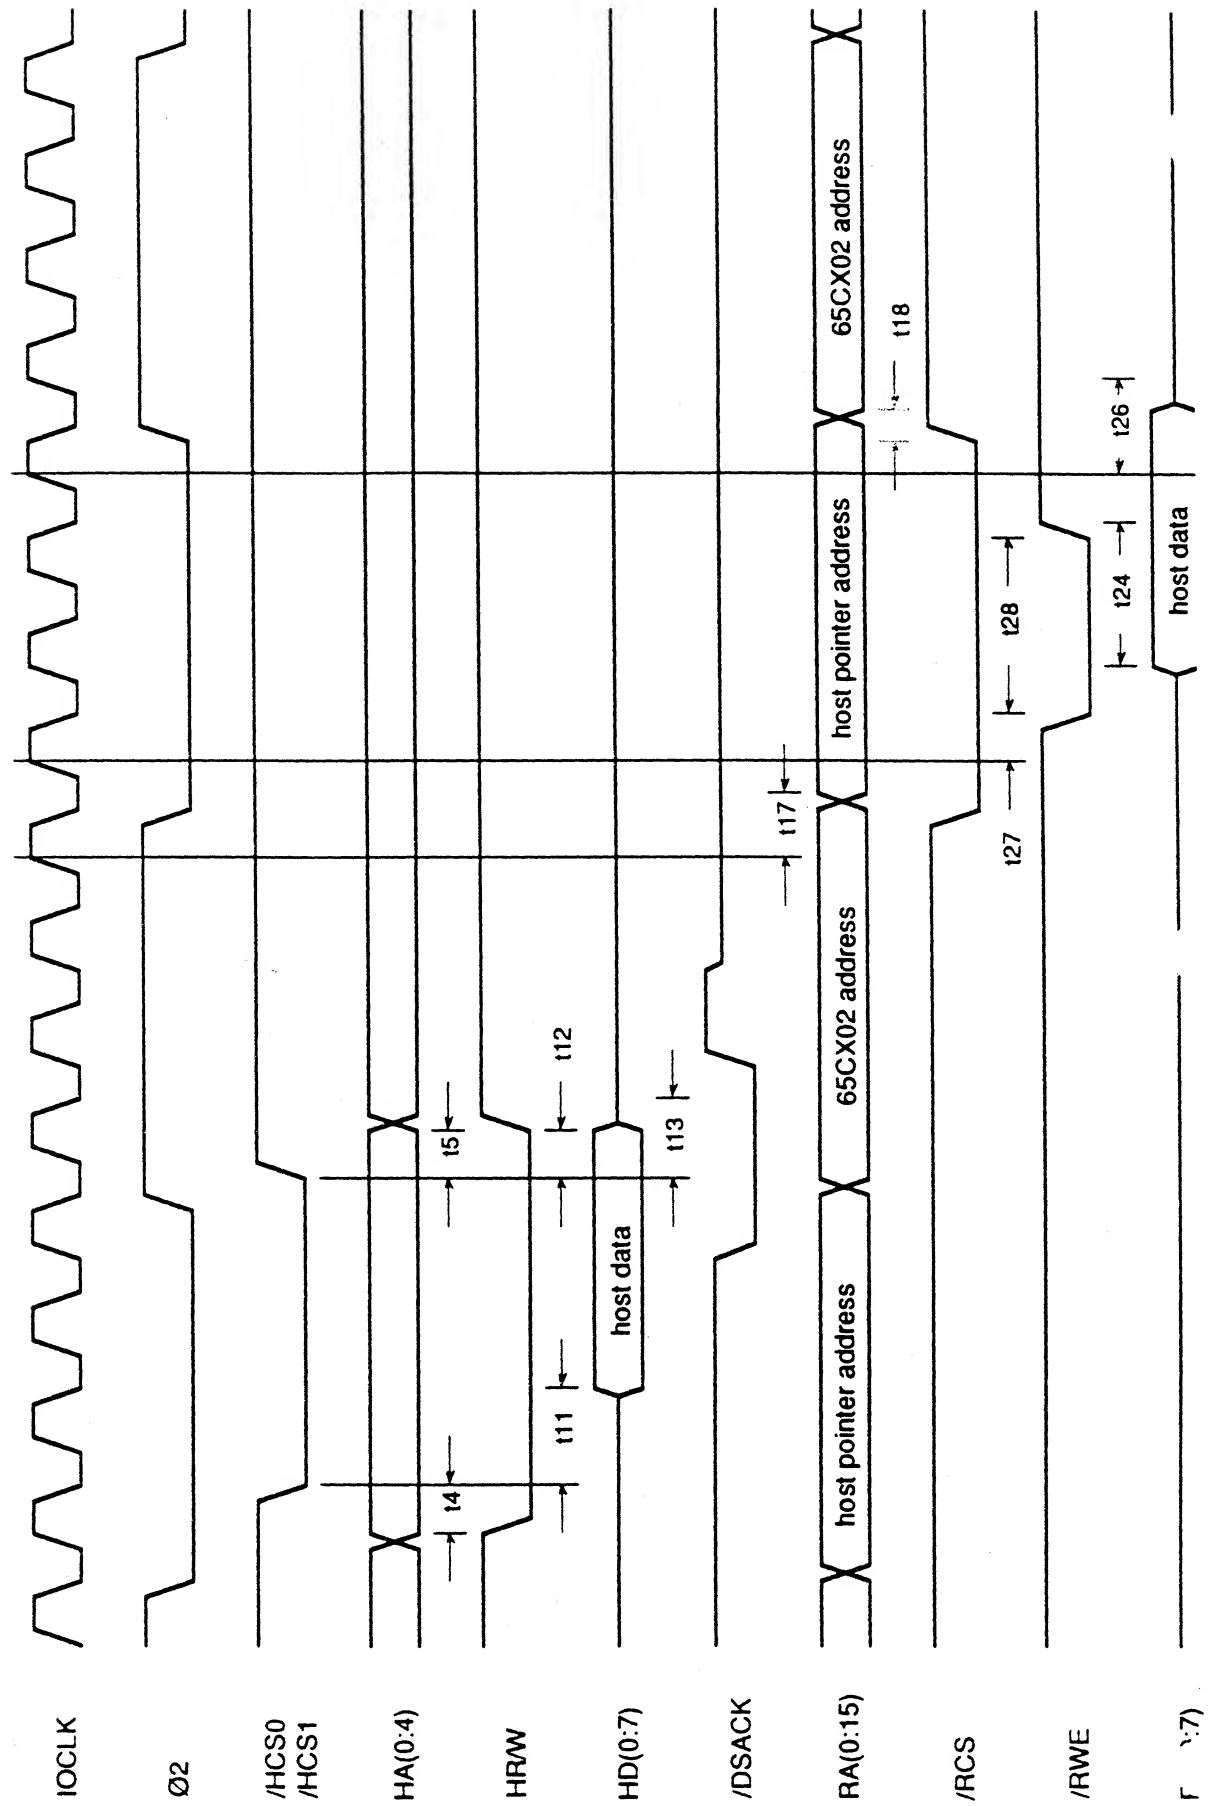 IOCLK
Ø2
/HCS0
/HCS1
HA(0:4)
t4
t5
HR/W
t11
t12
HD(0:7)
host data
t13
/DSACK
t17
RA(0:15)
host pointer address
65CX02 address
host pointer address
65CX02 address
t18
/RCS
t27
t28
/RWE
t24
t26
:7)
host data